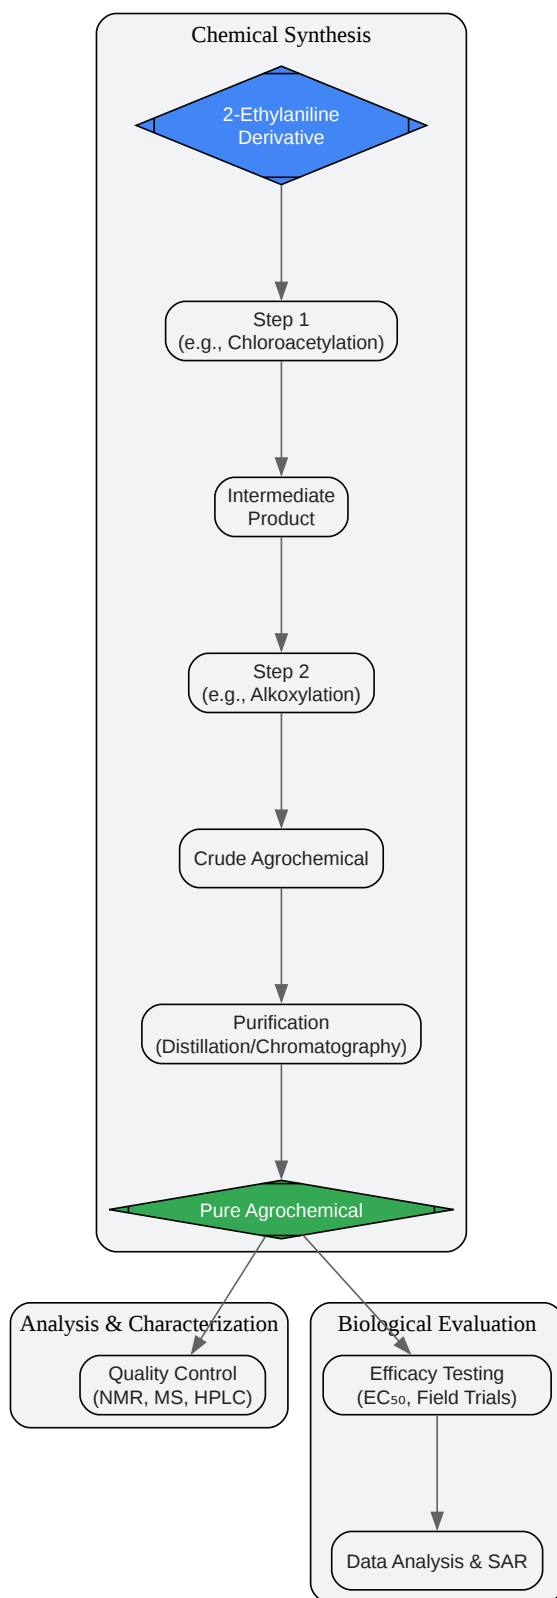 Chemical Synthesis
2-Ethylaniline
Derivative
Step 1
(e.g., Chloroacetylation)
Intermediate
Product
Step 2
(e.g., Alkoxylation)
Crude Agrochemical
Purification
(Distillation/Chromatography)
Pure Agrochemical
Analysis & Characterization
Quality Control
(NMR, MS, HPLC)
Biological Evaluation
Efficacy Testing
(EC₅₀, Field Trials)
Data Analysis & SAR